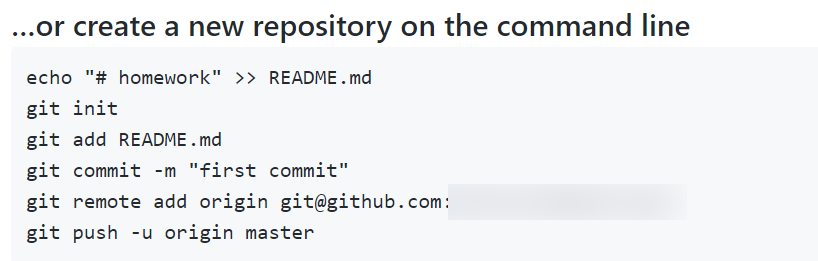 ...or create a new repository on the command line
echo "# homework" >> README.md
git init
git add README.md
git commit -m "first commit"
git remote add origin git@github.com:
git push -u origin master